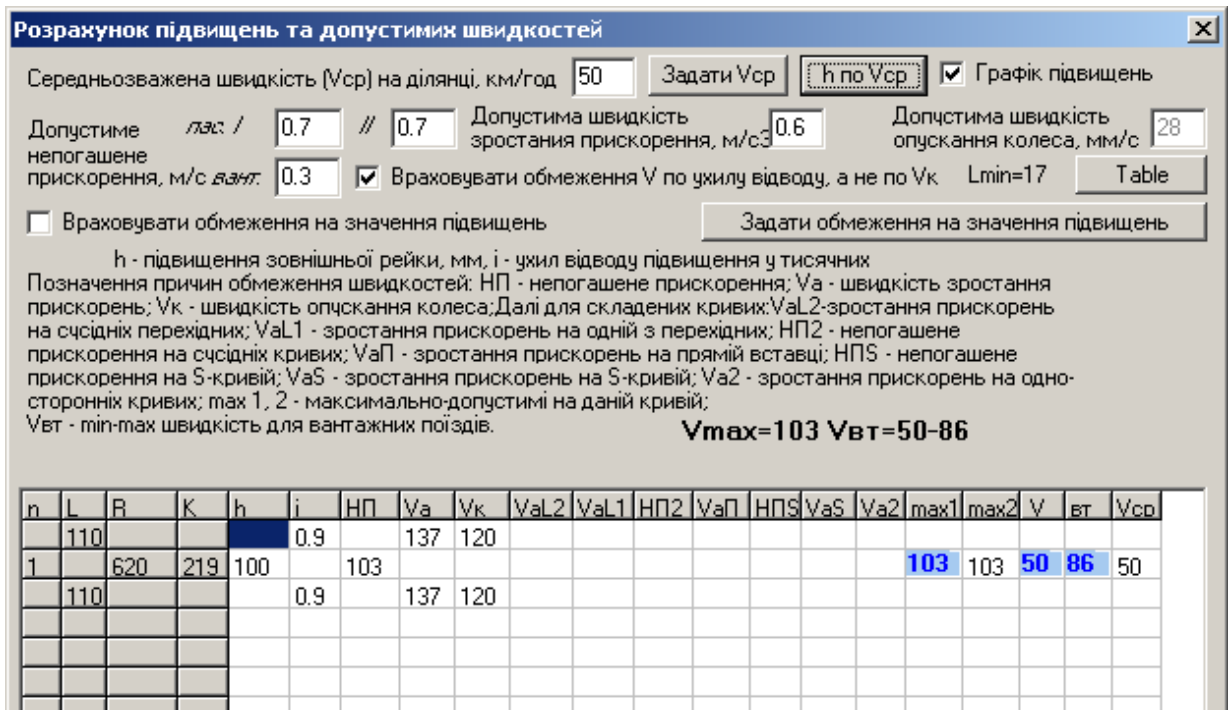 Розрахунок підвищень та допустимих швидкостей
Середньозважена швидкість (Vср) на ділянці, км/год 50 Задати Vср h по Vср Графік підвищень
Допустиме непогашене прискорення, м/с
пас. / 0.7 // 0.7
вант. 0.3
Допустима швидкість зростания прискорення, м/с3 0.6
Допустима швидкість опускання колеса, мм/с 28
Враховувати обмеження V по ухилу відводу, а не по Vк Lmin=17 Table
Враховувати обмеження на значення підвищень Задати обмеження на значення підвищень
h - підвищення зовнішньої рейки, мм, i - ухил відводу підвищення у тисячних
Позначення причин обмеження швидкостей: НП - непогашене прискорення; Va - швидкість зростання
прискорень; Vк - швидкість опускання колеса;Далі для складених кривих:VaL2-зростання прискорень
на сусідніх перехідних; VaL1 - зростання прискорень на одній з перехідних; НП2 - непогашене
прискорення на сусідніх кривих; VaП - зростання прискорень на прямій вставці; НПS - непогашене
прискорення на S-кривій; VaS - зростання прискорень на S-кривій; Va2 - зростання прискорень на одно-
сторонніх кривих; max 1, 2 - максимально-допустимі на даній кривій;
Vвт - min-max швидкість для вантажних поїздів. Vmax=103 Vвт=50-86
n L R K h i НП Va Vк VaL2 VaL1 НП2 VaП НПS VaS Va2 max1 max2 V вт Vср
110 0.9 137 120
1 620 219 100 103 103 103 50 86 50
110 0.9 137 120